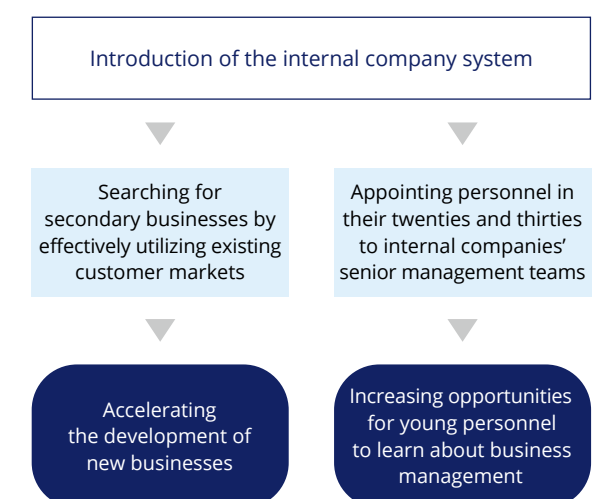 Introduction of the internal company system
Searching for
secondary businesses by
effectively utilizing existing
customer markets
Appointing personnel in
their twenties and thirties
to internal companies’
senior management teams
Accelerating
the development of
new businesses
Increasing opportunities
for young personnel
to learn about business
management